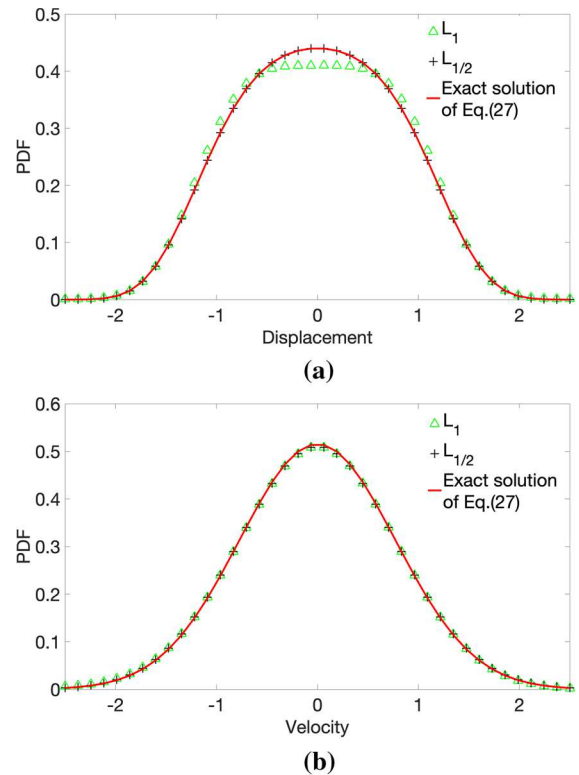 0.5
0.4
0.3
0.2
0.1
0
PDF
L1
L1/2
Exact solution
of Eq.(27)
-2 -1 0 1 2
Displacement
(a)
0.6
0.5
0.4
0.3
0.2
0.1
0
PDF
L1
L1/2
Exact solution
of Eq.(27)
-2 -1 0 1 2
Velocity
(b)